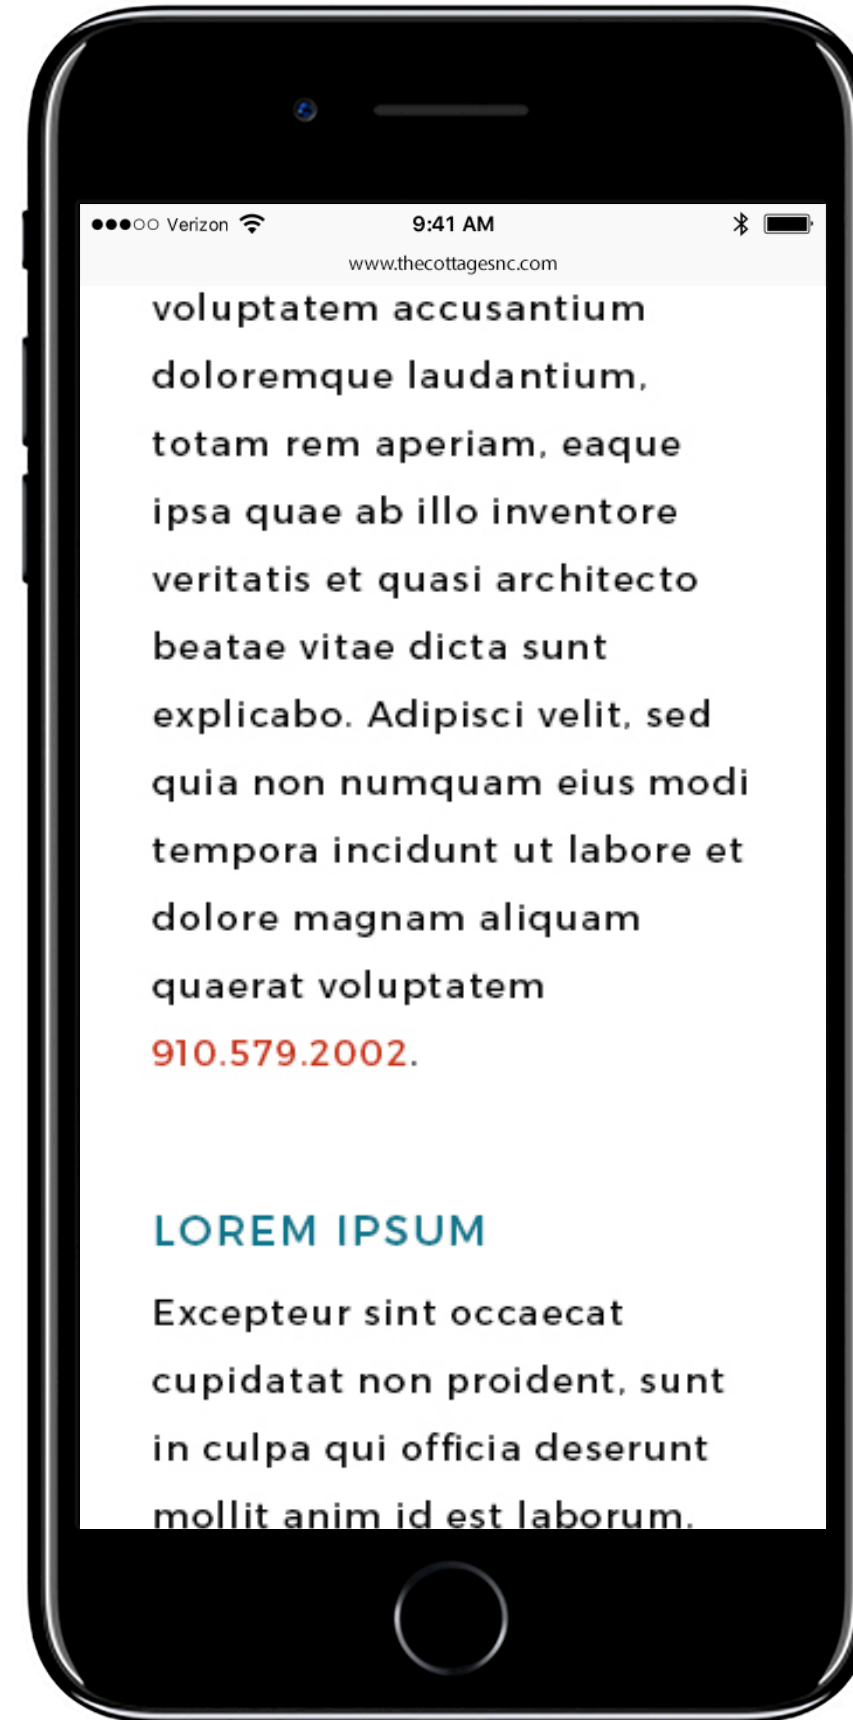 Verizon 9:41 AM
www.thecottagesnc.com
voluptatem accusantium
doloremque laudantium,
totam rem aperiam, eaque
ipsa quae ab illo inventore
veritatis et quasi architecto
beatae vitae dicta sunt
explicabo. Adipisci velit, sed
quia non numquam eius modi
tempora incidunt ut labore et
dolore magnam aliquam
quaerat voluptatem
910.579.2002.
LOREM IPSUM
Excepteur sint occaecat
cupidatat non proident, sunt
in culpa qui officia deserunt
mollit anim id est laborum.